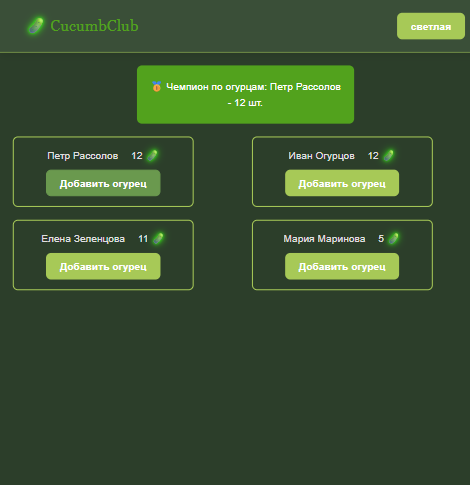 CucumbClub
светлая
Чемпион по огурцам: Петр Рассолов
- 12 шт.
Петр Рассолов 12
Добавить огурец
Иван Огурцов 12
Добавить огурец
Елена Зеленцова 11
Добавить огурец
Мария Маринова 5
Добавить огурец